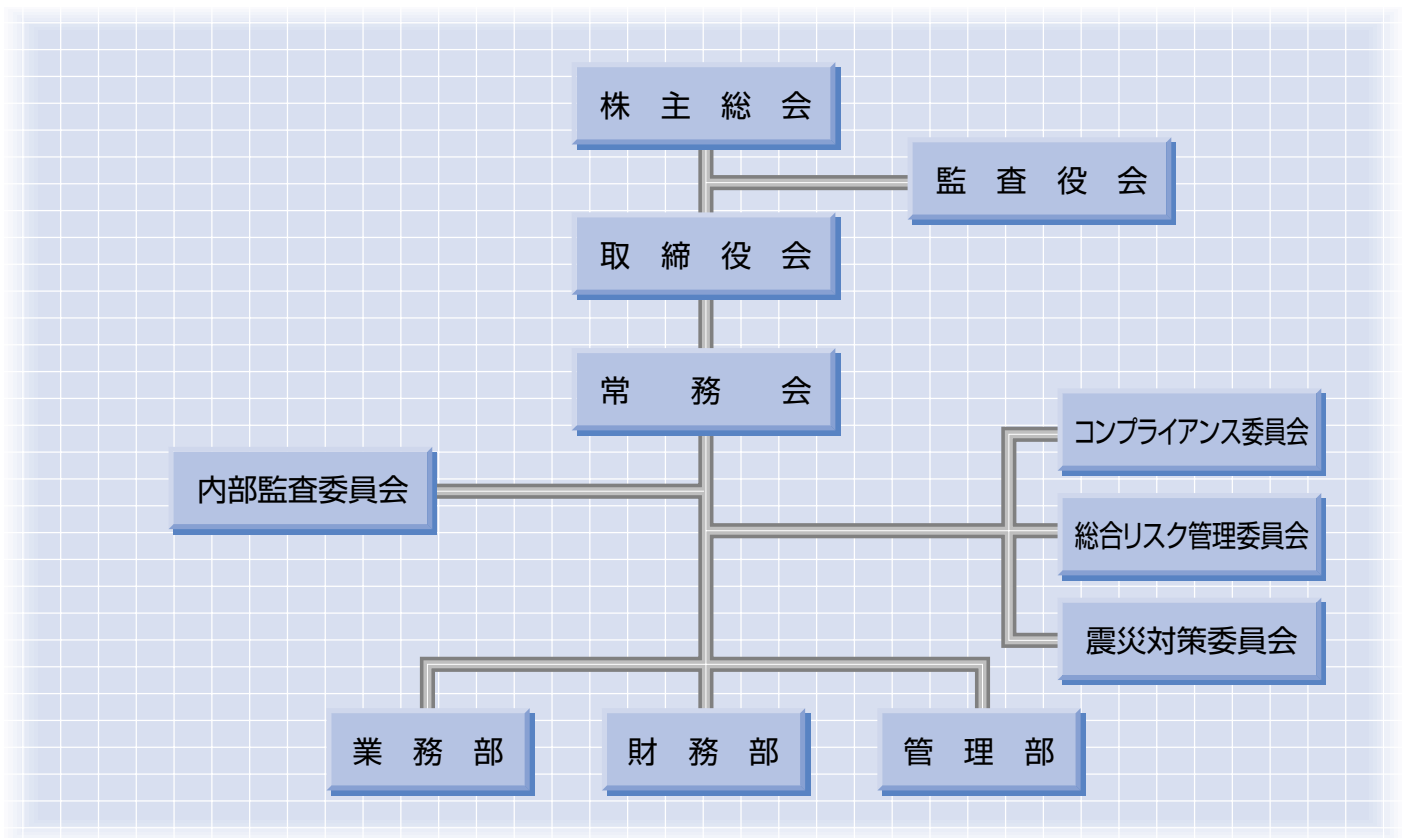 株主総会
監査役会
取締役会
常務会
コンプライアンス委員会
内部監査委員会
総合リスク管理委員会
震災対策委員会
業務部
財務部
管理部